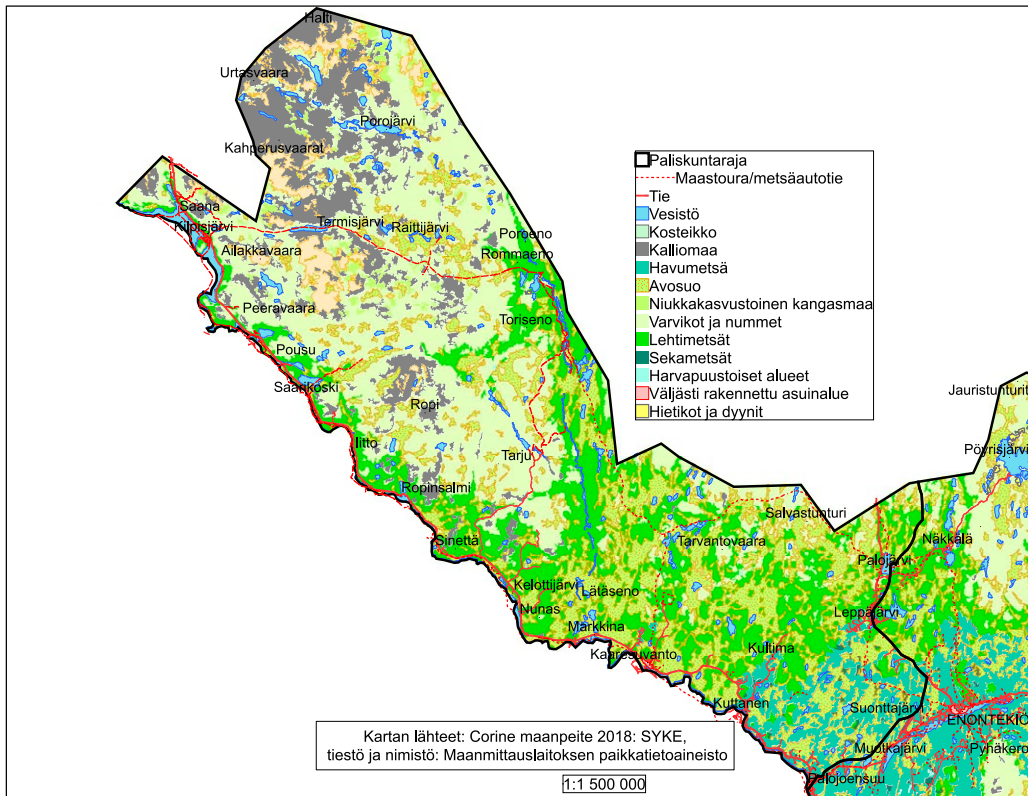 Halti
Urtasvaara
Porojärvi
Kahperusvaarat
Saana
Kilpisjärvi
Termisjärvi
Raittijärvi
Ailakkavaara
Poroeno
Rommaeno
Peeravaara
Toriseno
Pousu
Saarikoski
Ropi
Iitto
Tarju
Ropinsalmi
Sinettä
Kelottijärvi
Nunas
Lätäseno
Markkina
Kaaresuvanto
Tarvantovaara
Salvastunturi
Jauristunturit
Pöyrisjärvi
Näkkälä
Palojärvi
Leppäjärvi
Kultima
Kuttanen
Suonttajärvi
ENONTEKIÖ
Muotkajärvi
Pyhäkero
Palojoensuu
Paliskuntaraja
Maastoura/metsäautotie
Tie
Vesistö
Kosteikko
Kalliomaa
Havumetsä
Avosuo
Niukkakasvustoinen kangasmaa
Varvikot ja nummet
Lehtimetsät
Sekametsät
Harvapuustoiset alueet
Väljästi rakennettu asuinalue
Hietikot ja dyynit
Kartan lähteet: Corine maanpeite 2018: SYKE,
tiestö ja nimistö: Maanmittauslaitoksen paikkatietoaineisto
1:1 500 000